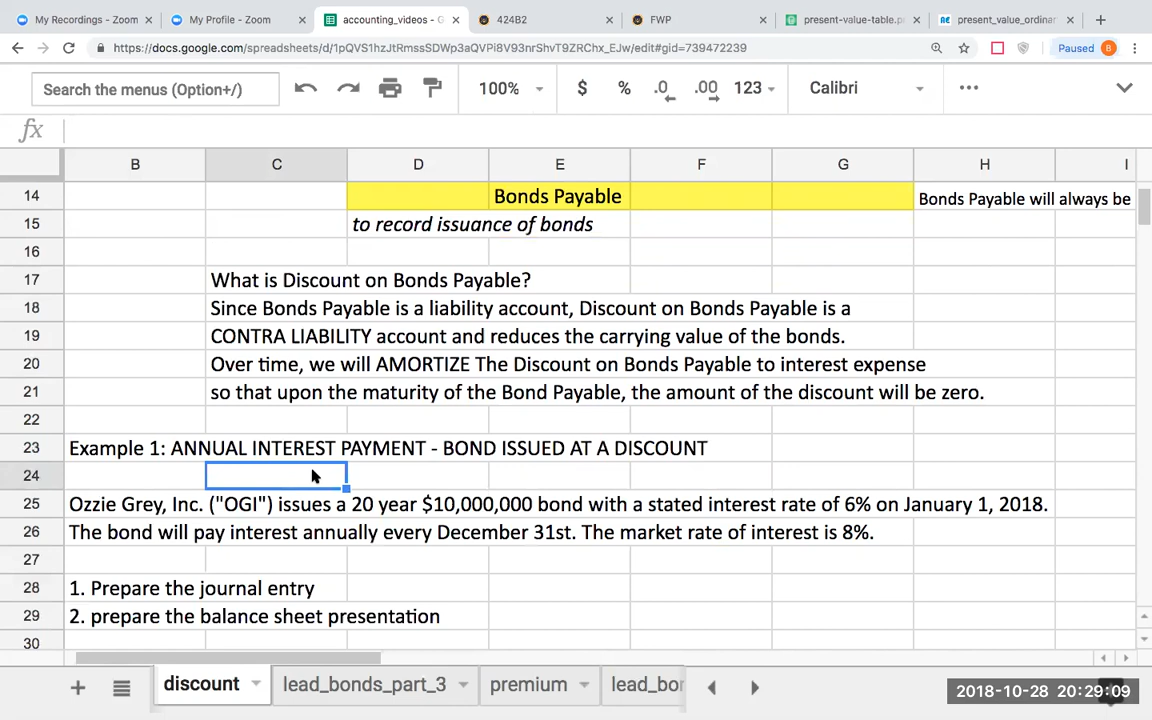 My Recordings - Zoom
My Profile - Zoom
accounting_videos - G
424B2
FWP
present-value-table.p
present_value_ordinar
https://docs.google.com/spreadsheets/d/1pQVS1hzJtRmssSDWp3aQVPi8V93nrShvT9ZRChx_EJw/edit#gid=739472239
Paused B
Search the menus (Option+/)
100%
$ % .0 .00 123
Calibri
fx
B C D E F G H I
14 Bonds Payable Bonds Payable will always be
15 to record issuance of bonds
16
17 What is Discount on Bonds Payable?
18 Since Bonds Payable is a liability account, Discount on Bonds Payable is a
19 CONTRA LIABILITY account and reduces the carrying value of the bonds.
20 Over time, we will AMORTIZE The Discount on Bonds Payable to interest expense
21 so that upon the maturity of the Bond Payable, the amount of the discount will be zero.
22
23 Example 1: ANNUAL INTEREST PAYMENT - BOND ISSUED AT A DISCOUNT
24
25 Ozzie Grey, Inc. ("OGI") issues a 20 year $10,000,000 bond with a stated interest rate of 6% on January 1, 2018.
26 The bond will pay interest annually every December 31st. The market rate of interest is 8%.
27
28 1. Prepare the journal entry
29 2. prepare the balance sheet presentation
30
discount
lead_bonds_part_3
premium
lead_bor
2018-10-28 20:29:09